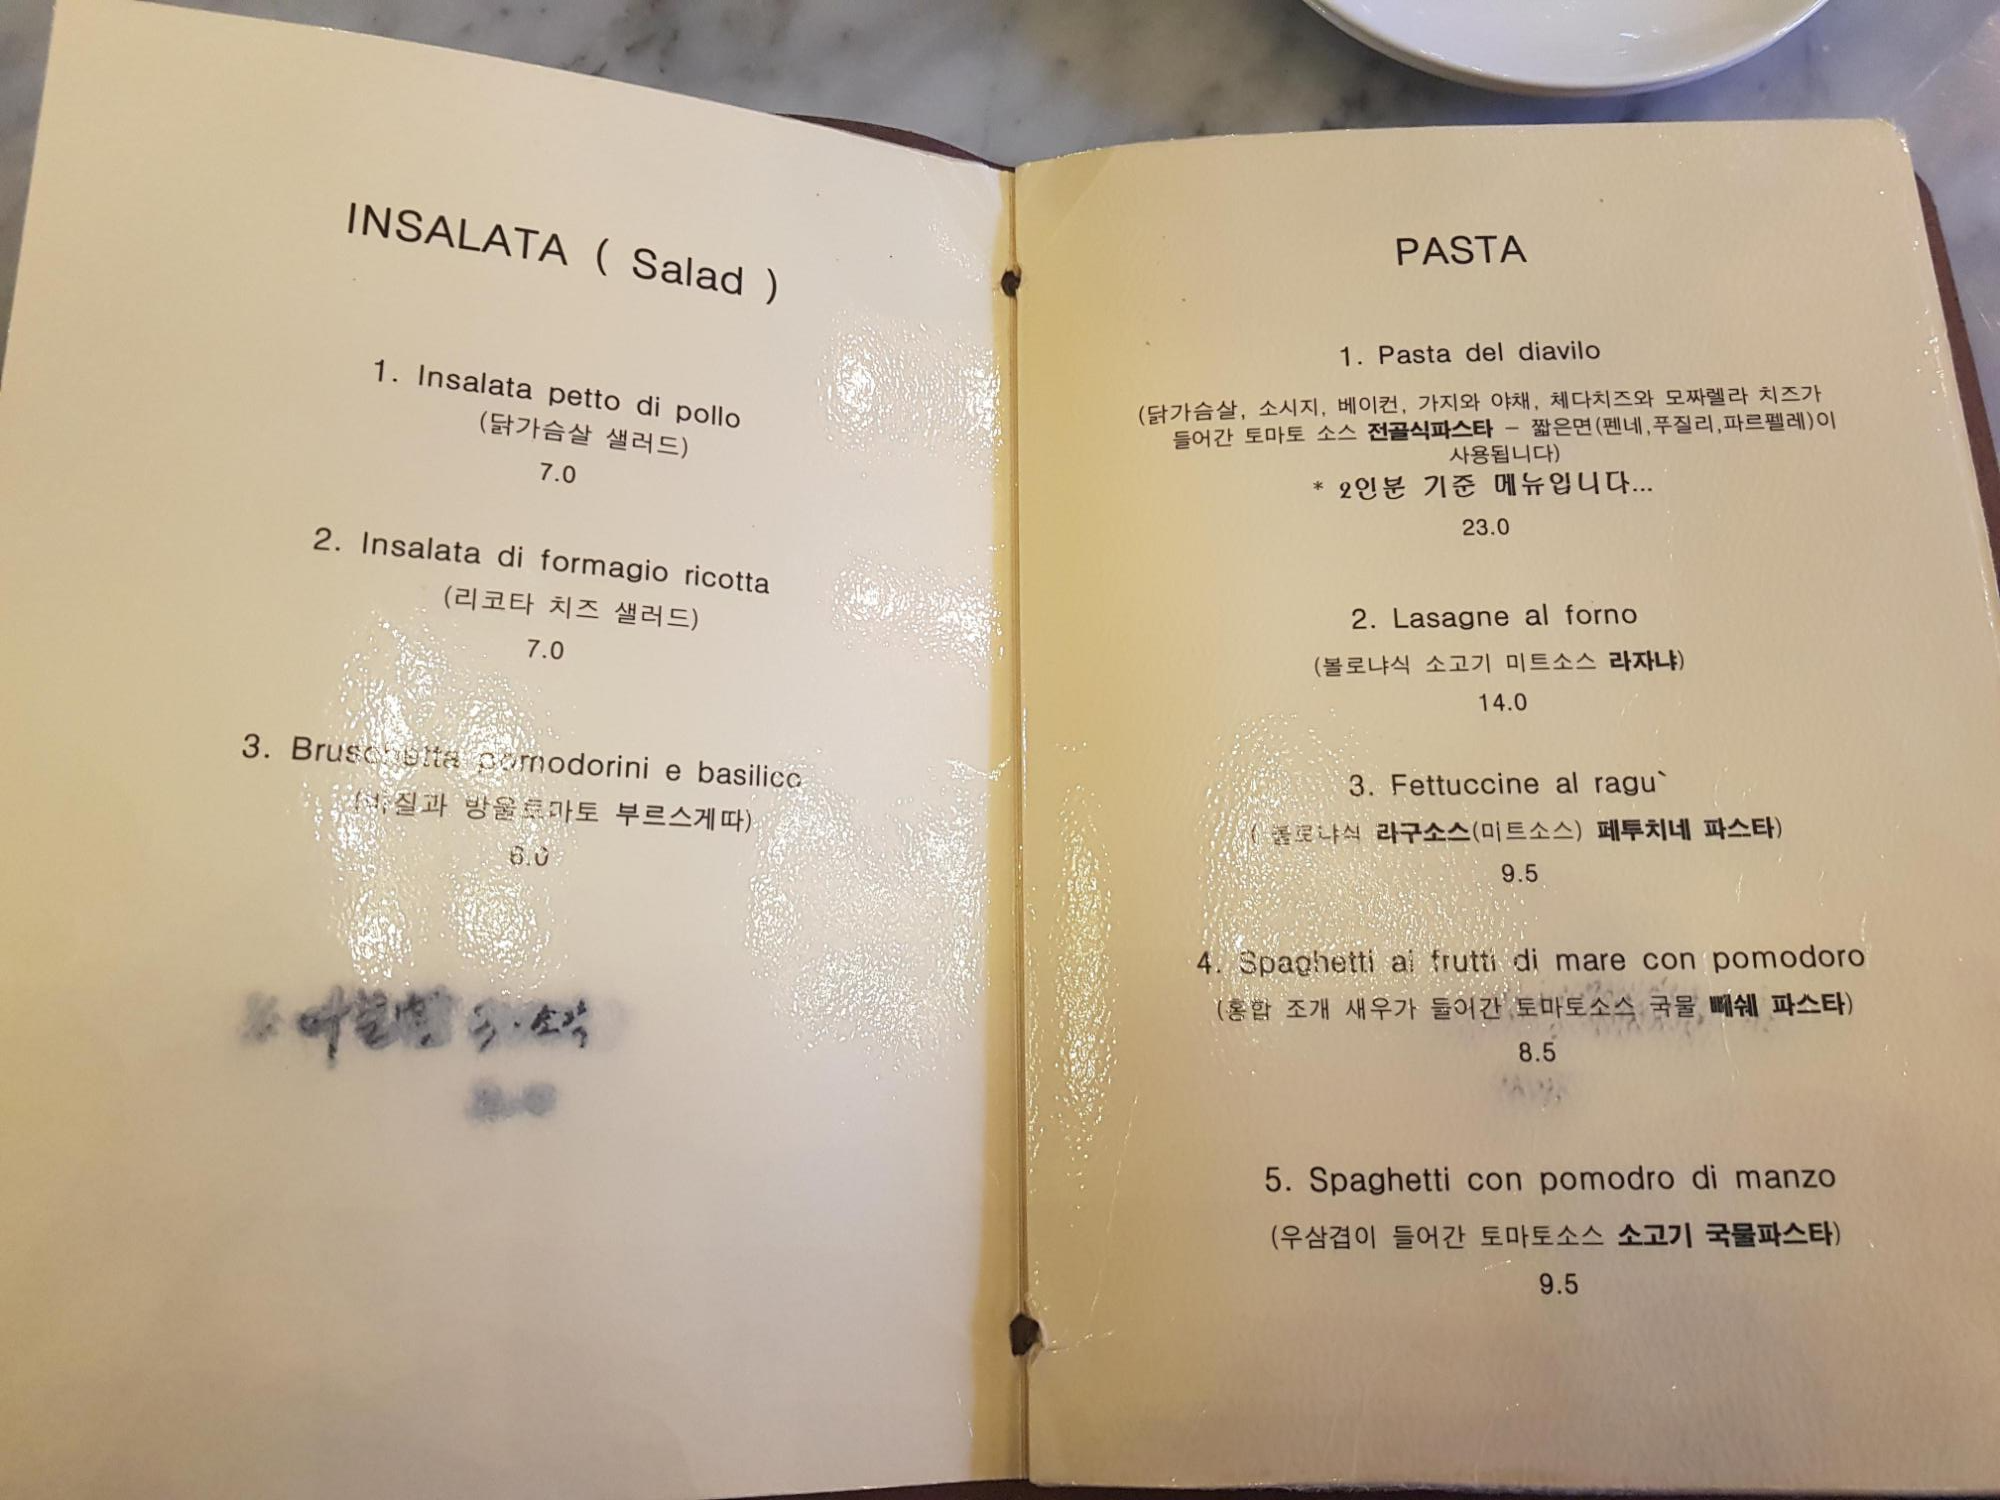 INSALATA ( Salad )
1. Insalata petto di pollo
(닭가슴살 샐러드)
7.0
2. Insalata di formagio ricotta
(리코타 치즈 샐러드)
7.0
3. Bruschetta pomodorini e basilico
(바질과 방울토마토 부르스게따)
6.0
PASTA
1. Pasta del diavilo
(닭가슴살, 소시지, 베이컨, 가지와 야채, 체다치즈와 모짜렐라 치즈가
들어간 토마토 소스 전골식파스타 - 짧은면(펜네,푸질리,파르펠레)이
사용됩니다)
* 2인분 기준 메뉴입니다...
23.0
2. Lasagne al forno
(볼로냐식 소고기 미트소스 라자냐)
14.0
3. Fettuccine al ragu`
( 볼로냐식 라구소스(미트소스) 페투치네 파스타)
9.5
4. Spaghetti ai frutti di mare con pomodoro
(홍합 조개 새우가 들어간 토마토소스 국물 빼쉐 파스타)
8.5
5. Spaghetti con pomodro di manzo
(우삼겹이 들어간 토마토소스 소고기 국물파스타)
9.5